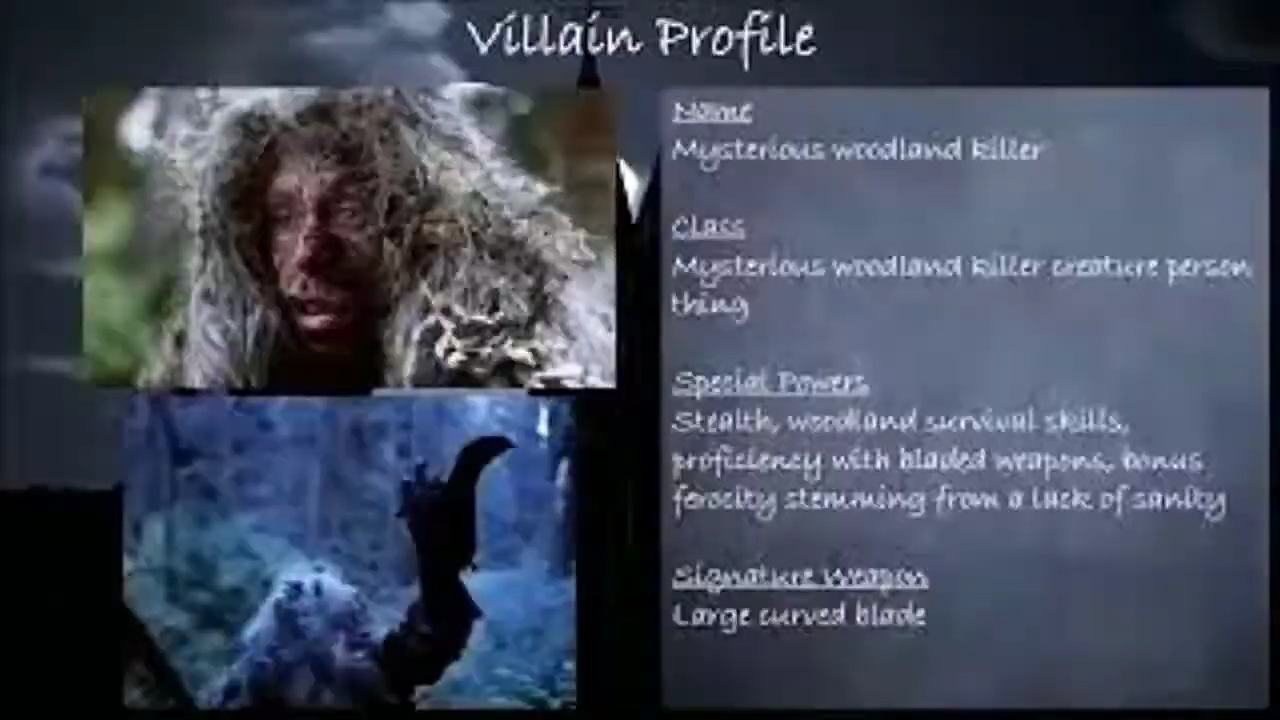 Villain Profile
Name
Mysterious woodland killer
Class
Mysterious woodland killer creature person
thing
Special Powers
Stealth, woodland survival skills,
proficiency with bladed weapons, bonus
ferocity stemming from a lack of sanity
Signature Weapon
Large curved blade